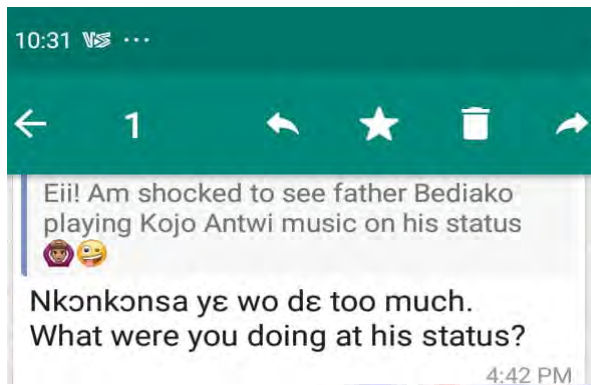 10:31
1
Eii! Am shocked to see father Bediako
playing Kojo Antwi music on his status
🙆🏽‍♀️🤪
Nkɔnkɔnsa yɛ wo dɛ too much.
What were you doing at his status?
4:42 PM